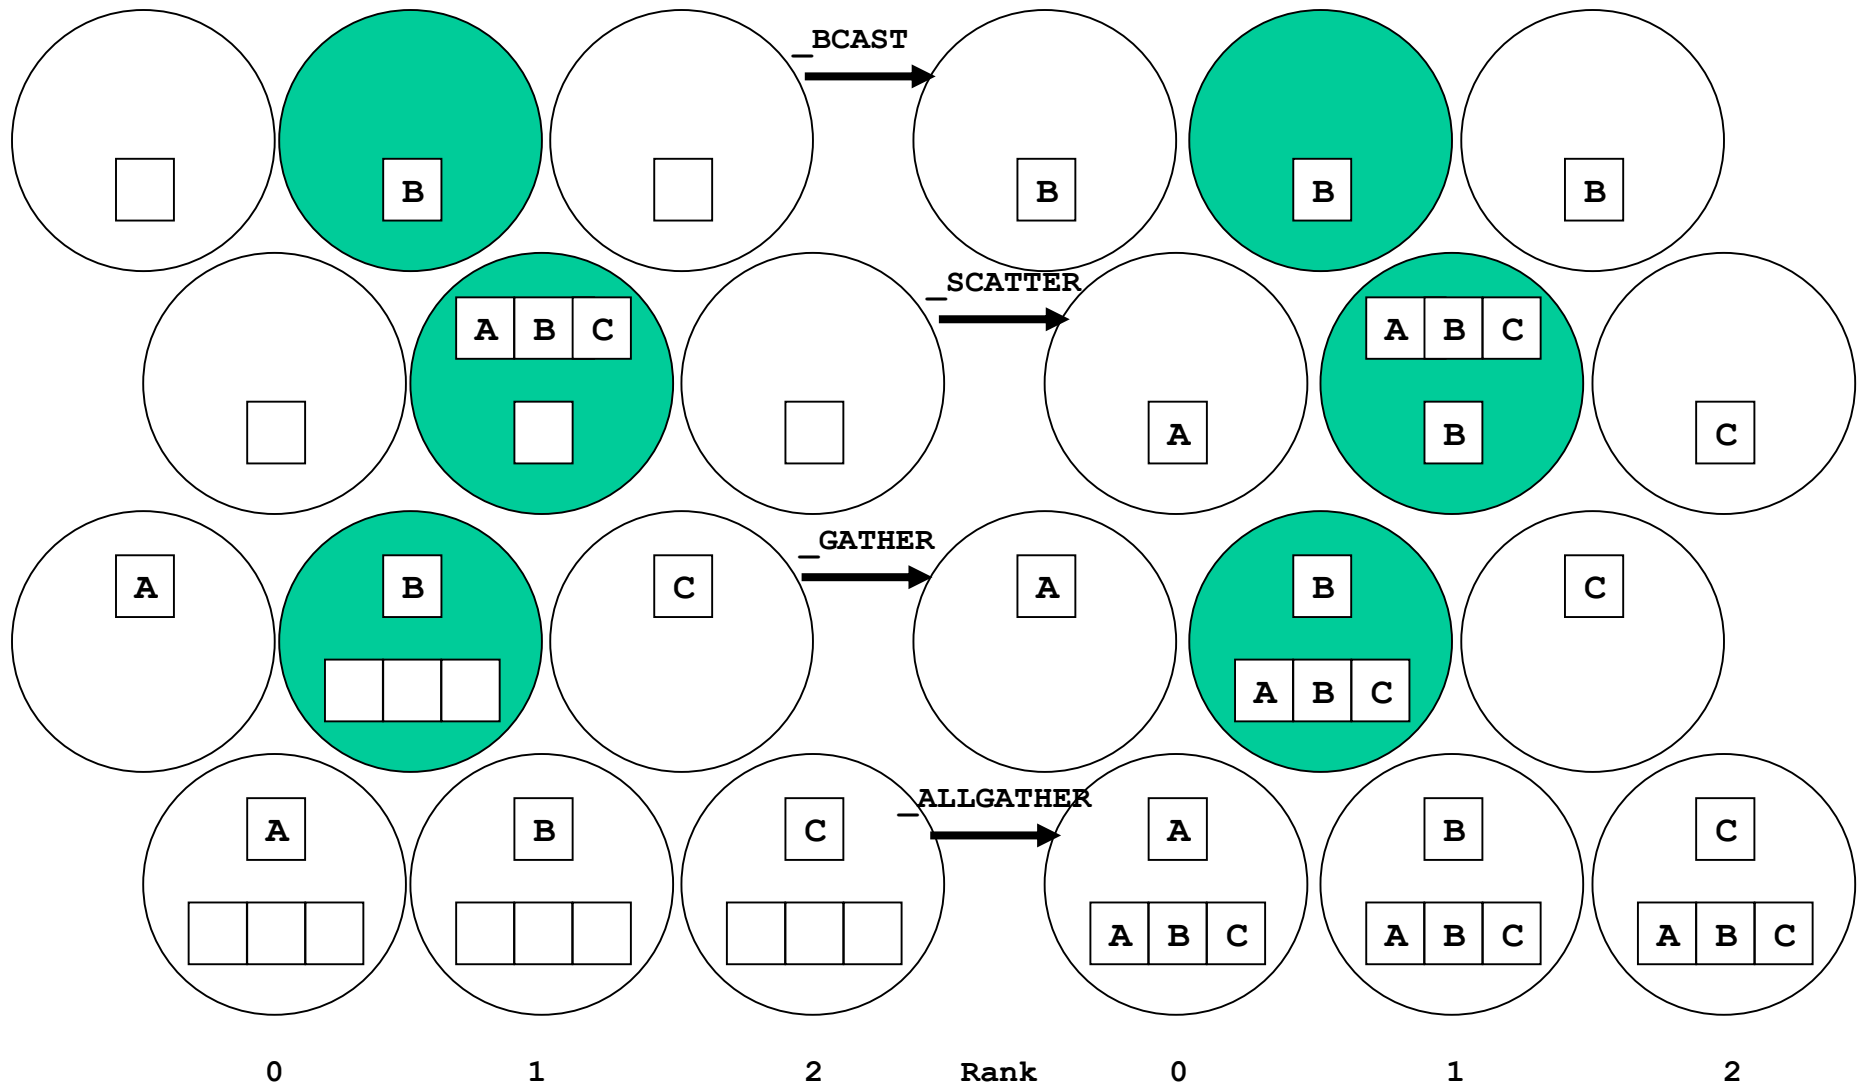 _BCAST
B B B B
_SCATTER
A B C A B C
A B C
_GATHER
A B C A B C
A B C
_ALLGATHER
A B C A B C
A B C A B C A B C
0 1 2 Rank 0 1 2